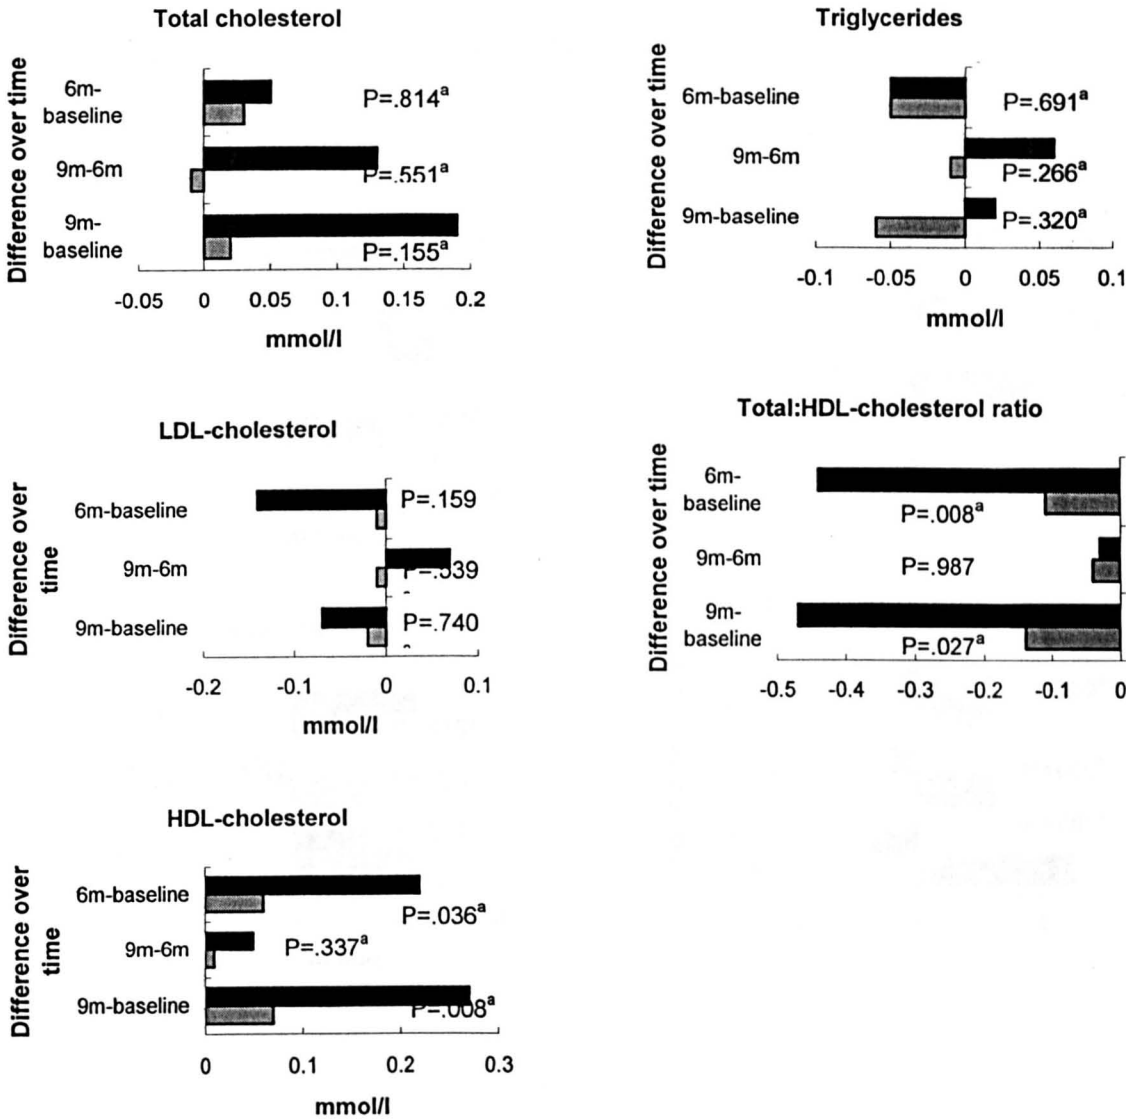 Total cholesterol
Difference over time
6m-
baseline
P=.814ᵃ
9m-6m
P=.551ᵃ
9m-
baseline
P=.155ᵃ
-0.05 0 0.05 0.1 0.15 0.2
mmol/l
Triglycerides
Difference over time
6m-baseline
P=.691ᵃ
9m-6m
P=.266ᵃ
9m-baseline
P=.320ᵃ
-0.1 -0.05 0 0.05 0.1
mmol/l
LDL-cholesterol
Difference over
time
6m-baseline
P=.159
9m-6m
9m-baseline
P=.740
-0.2 -0.1 0 0.1
mmol/l
Total:HDL-cholesterol ratio
Difference over time
6m-
baseline
P=.008ᵃ
9m-6m
P=.987
9m-
baseline
P=.027ᵃ
-0.5 -0.4 -0.3 -0.2 -0.1 0
HDL-cholesterol
Difference over
time
6m-baseline
P=.036ᵃ
9m-6m
P=.337ᵃ
9m-baseline
P=.008ᵃ
0 0.1 0.2 0.3
mmol/l